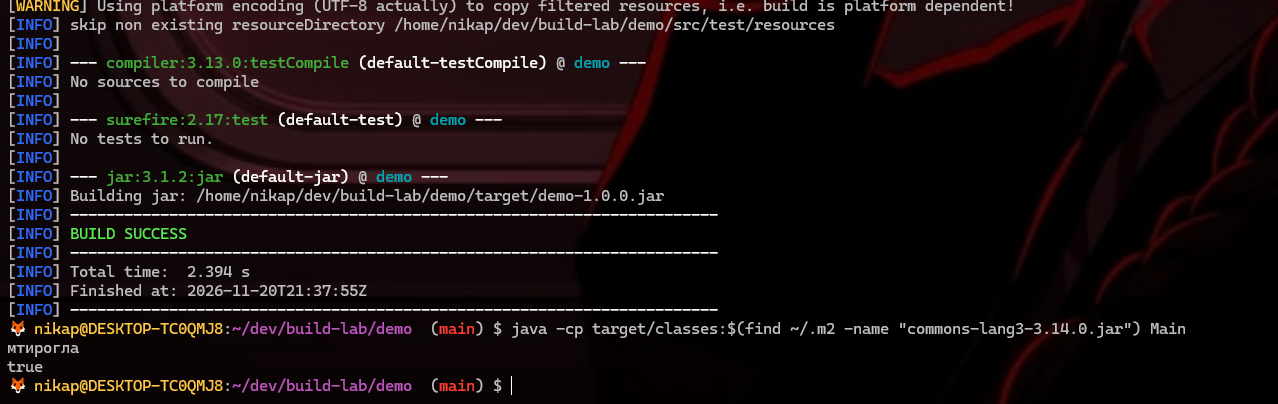 [WARNING] Using platform encoding (UTF-8 actually) to copy filtered resources, i.e. build is platform dependent!
[INFO] skip non existing resourceDirectory /home/nikap/dev/build-lab/demo/src/test/resources
[INFO]
[INFO] --- compiler:3.13.0:testCompile (default-testCompile) @ demo ---
[INFO] No sources to compile
[INFO]
[INFO] --- surefire:2.17:test (default-test) @ demo ---
[INFO] No tests to run.
[INFO]
[INFO] --- jar:3.1.2:jar (default-jar) @ demo ---
[INFO] Building jar: /home/nikap/dev/build-lab/demo/target/demo-1.0.0.jar
[INFO] ------------------------------------------------------------------------
[INFO] BUILD SUCCESS
[INFO] ------------------------------------------------------------------------
[INFO] Total time:  2.394 s
[INFO] Finished at: 2026-11-20T21:37:55Z
[INFO] ------------------------------------------------------------------------
🦊 nikap@DESKTOP-TC0QMJ8:~/dev/build-lab/demo  (main) $ java -cp target/classes:$(find ~/.m2 -name "commons-lang3-3.14.0.jar") Main
мтирогла
true
🦊 nikap@DESKTOP-TC0QMJ8:~/dev/build-lab/demo  (main) $